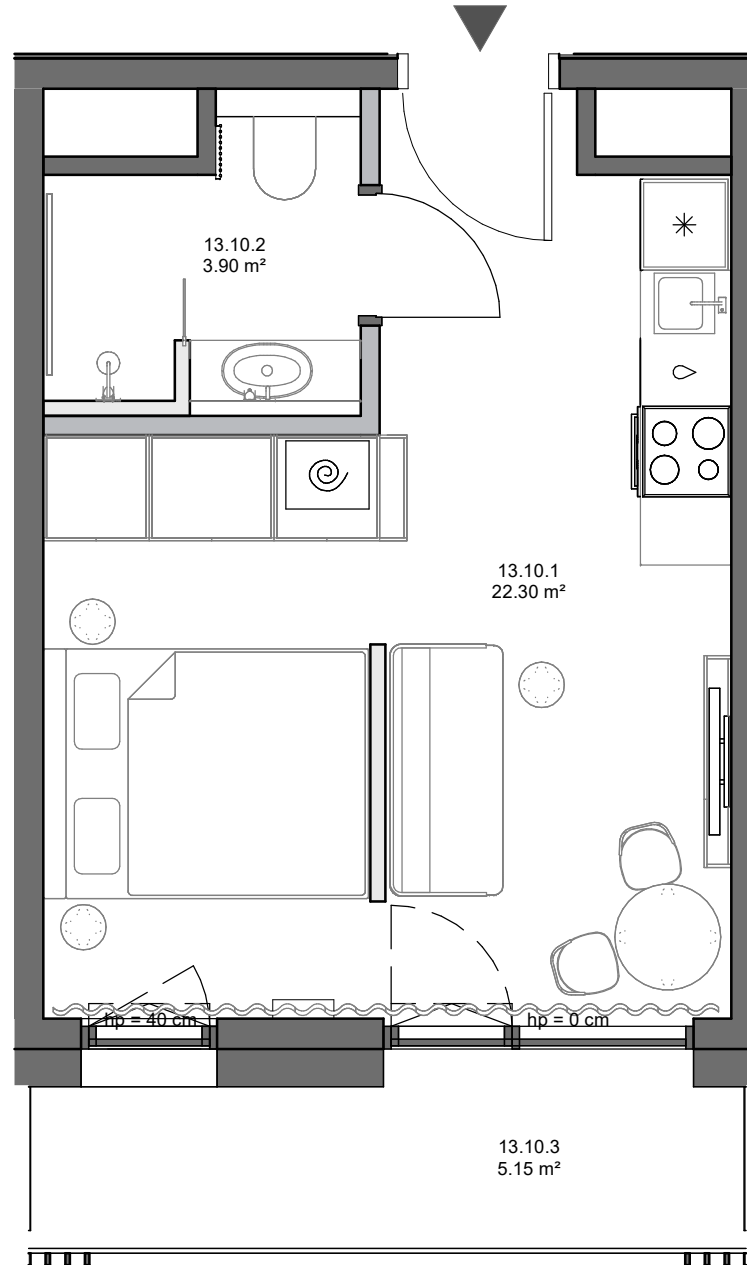 13.10.2
3.90 m²
13.10.1
22.30 m²
hp = 40 cm
hp = 0 cm
13.10.3
5.15 m²